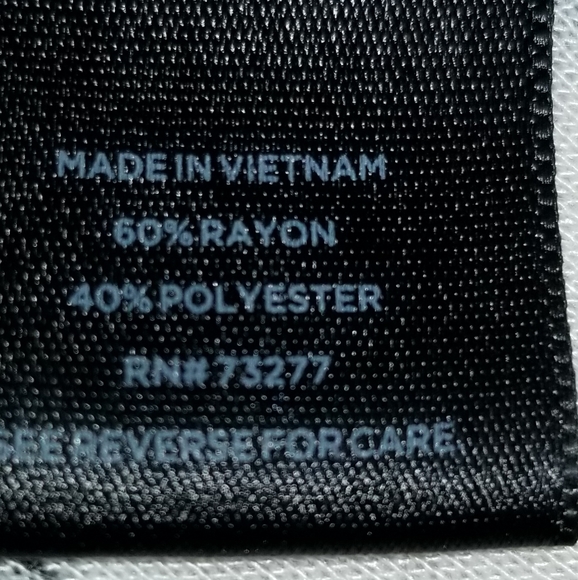 MADE IN VIETNAM
60% RAYON
40% POLYESTER
RN# 73277
SEE REVERSE FOR CARE